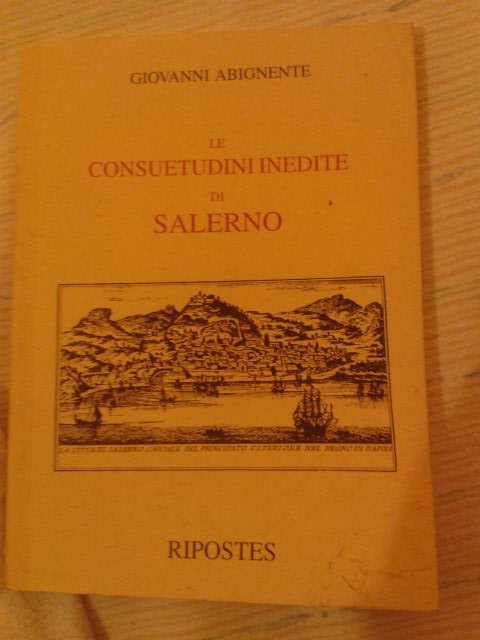 GIOVANNI ABIGNENTE
LE
CONSUETUDINI INEDITE
DI
SALERNO
LA CITTA DI SALERNO CAPITALE DEL PRINCIPATO CITERIORE NEL REGNO DI NAPOLI
RIPOSTES